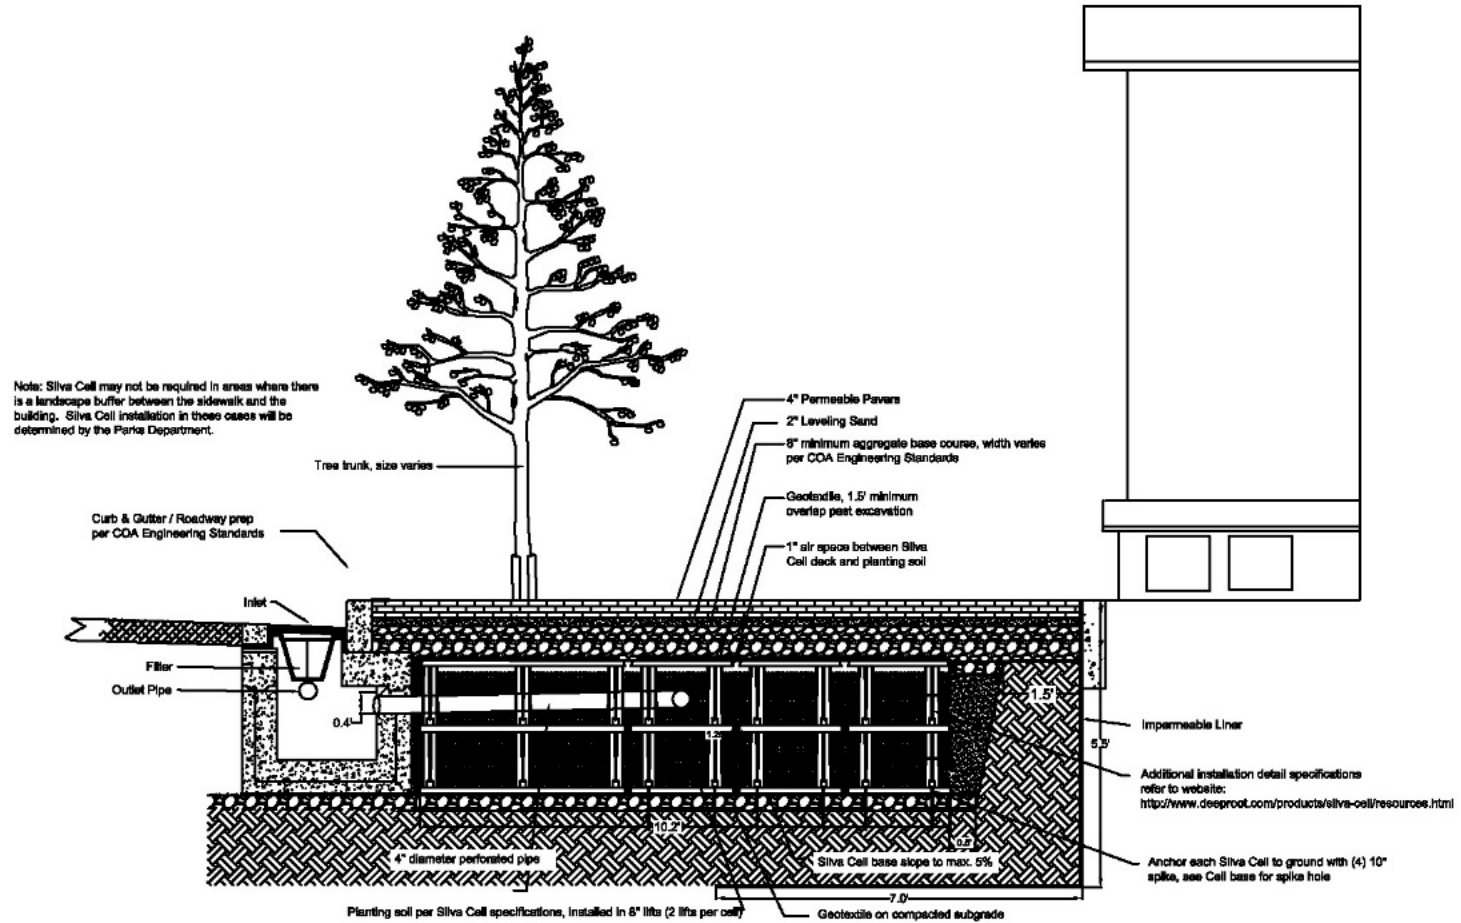 Note: Silva Cell may not be required in areas where there
is a landscape buffer between the sidewalk and the
building. Silva Cell installation in these cases will be
determined by the Parks Department.
4" Permeable Pavers
2" Leveling Sand
8" minimum aggregate base course, width varies
per COA Engineering Standards
Tree trunk, size varies
Geotextile, 1.5' minimum
overlap past excavation
Curb & Gutter / Roadway prep
per COA Engineering Standards
1" air space between Silva
Cell deck and planting soil
Inlet
Filter
Outlet Pipe
0.4'
1.5'
Impermeable Liner
5.5'
Additional installation detail specifications
refer to website:
http://www.deeproot.com/products/silva-cell/resources.html
10.2'
0.5'
4" diameter perforated pipe
Silva Cell base slope to max. 5%
Anchor each Silva Cell to ground with (4) 10"
spike, see Cell base for spike hole
7.0'
Planting soil per Silva Cell specifications, installed in 8" lifts (2 lifts per cell)
Geotextile on compacted subgrade